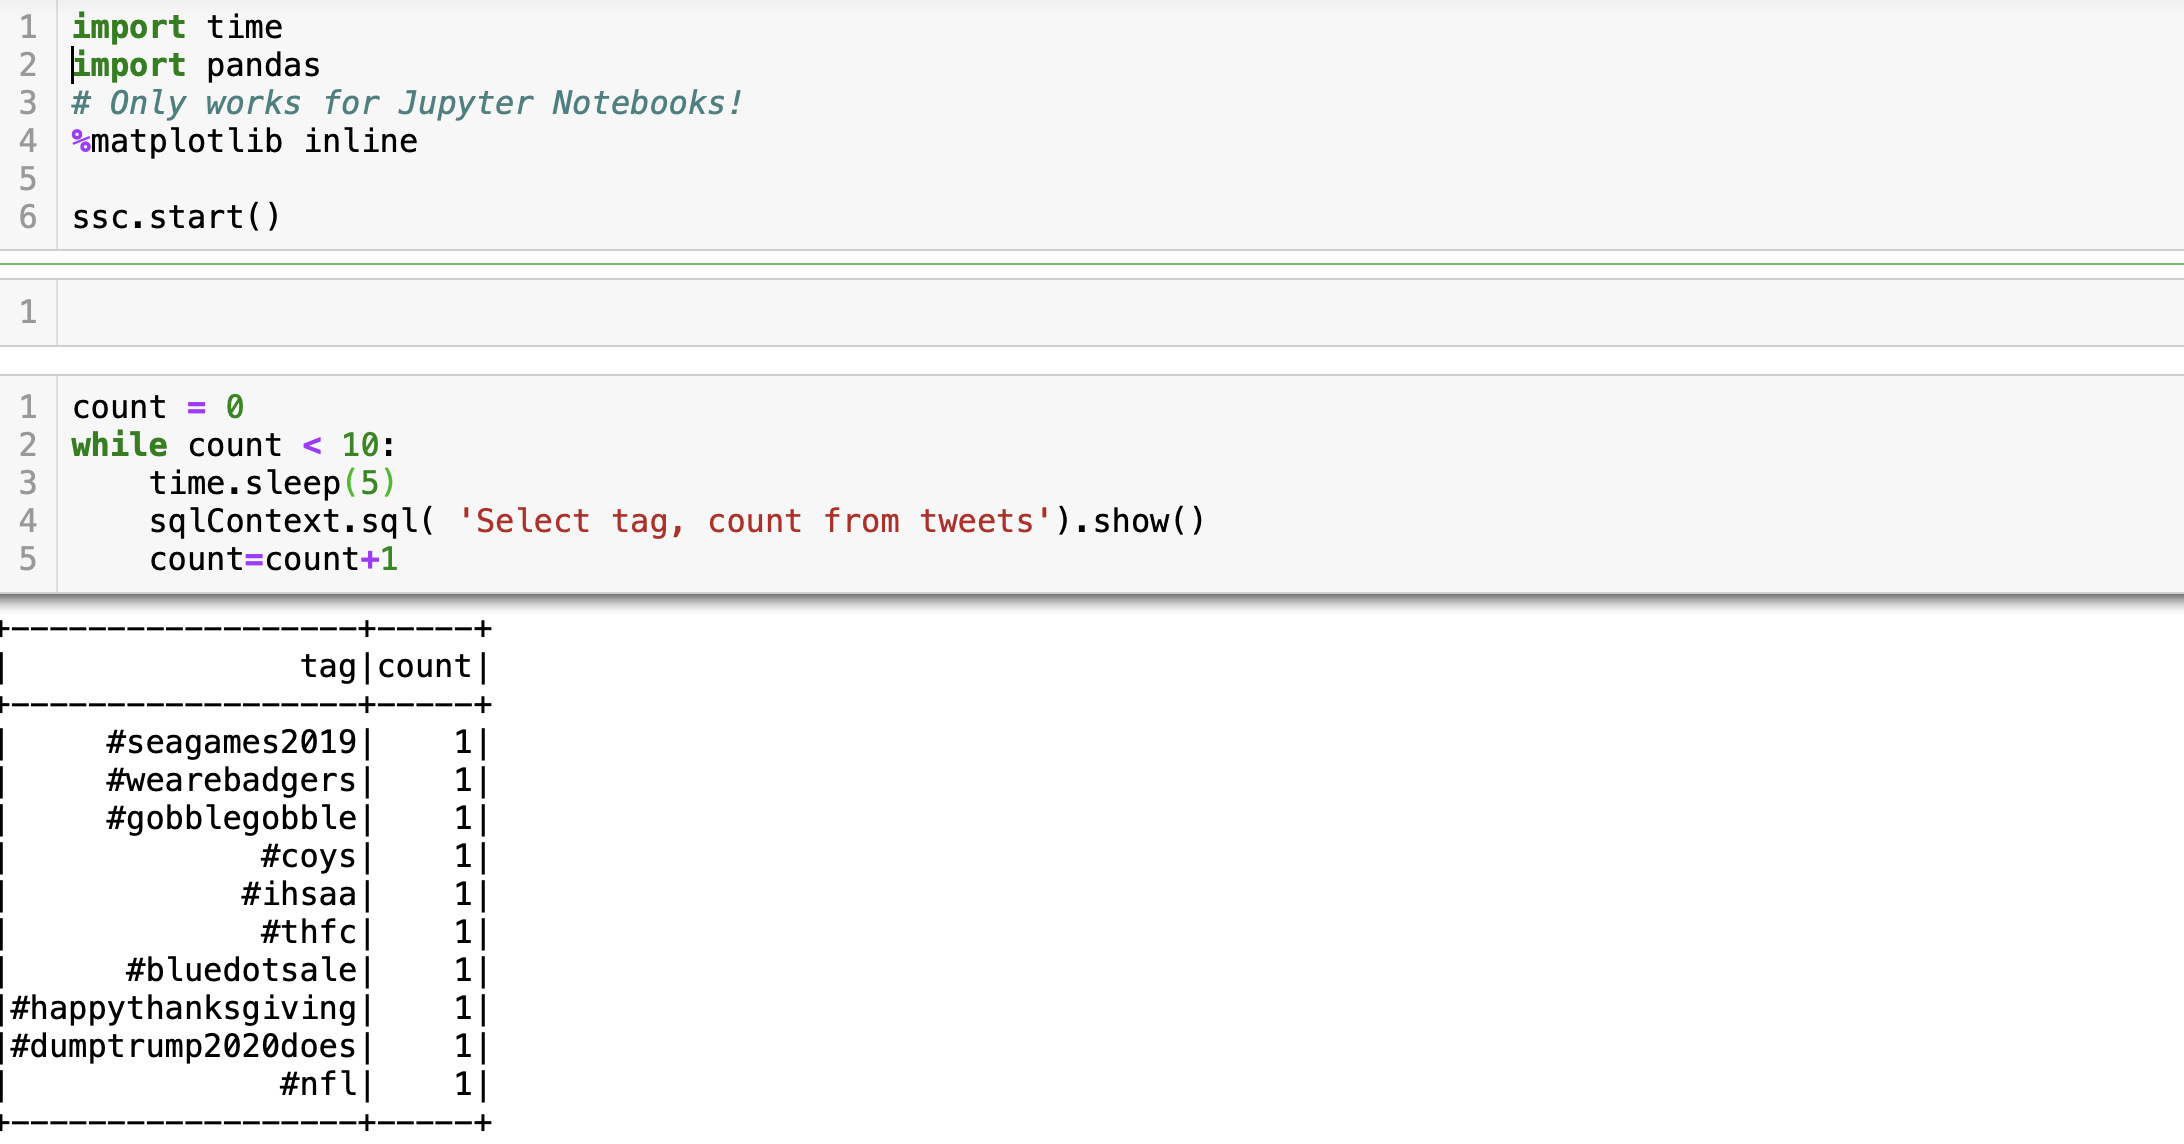 1 import time
2 import pandas
3 # Only works for Jupyter Notebooks!
4 %matplotlib inline
5
6 ssc.start()
1
1 count = 0
2 while count < 10:
3     time.sleep(5)
4     sqlContext.sql( 'Select tag, count from tweets').show()
5     count=count+1
+------------------+-----+
|               tag|count|
+------------------+-----+
|     #seagames2019|    1|
|     #wearebadgers|    1|
|     #gobblegobble|    1|
|             #coys|    1|
|            #ihsaa|    1|
|             #thfc|    1|
|      #bluedotsale|    1|
|#happythanksgiving|    1|
|#dumptrump2020does|    1|
|              #nfl|    1|
+------------------+-----+